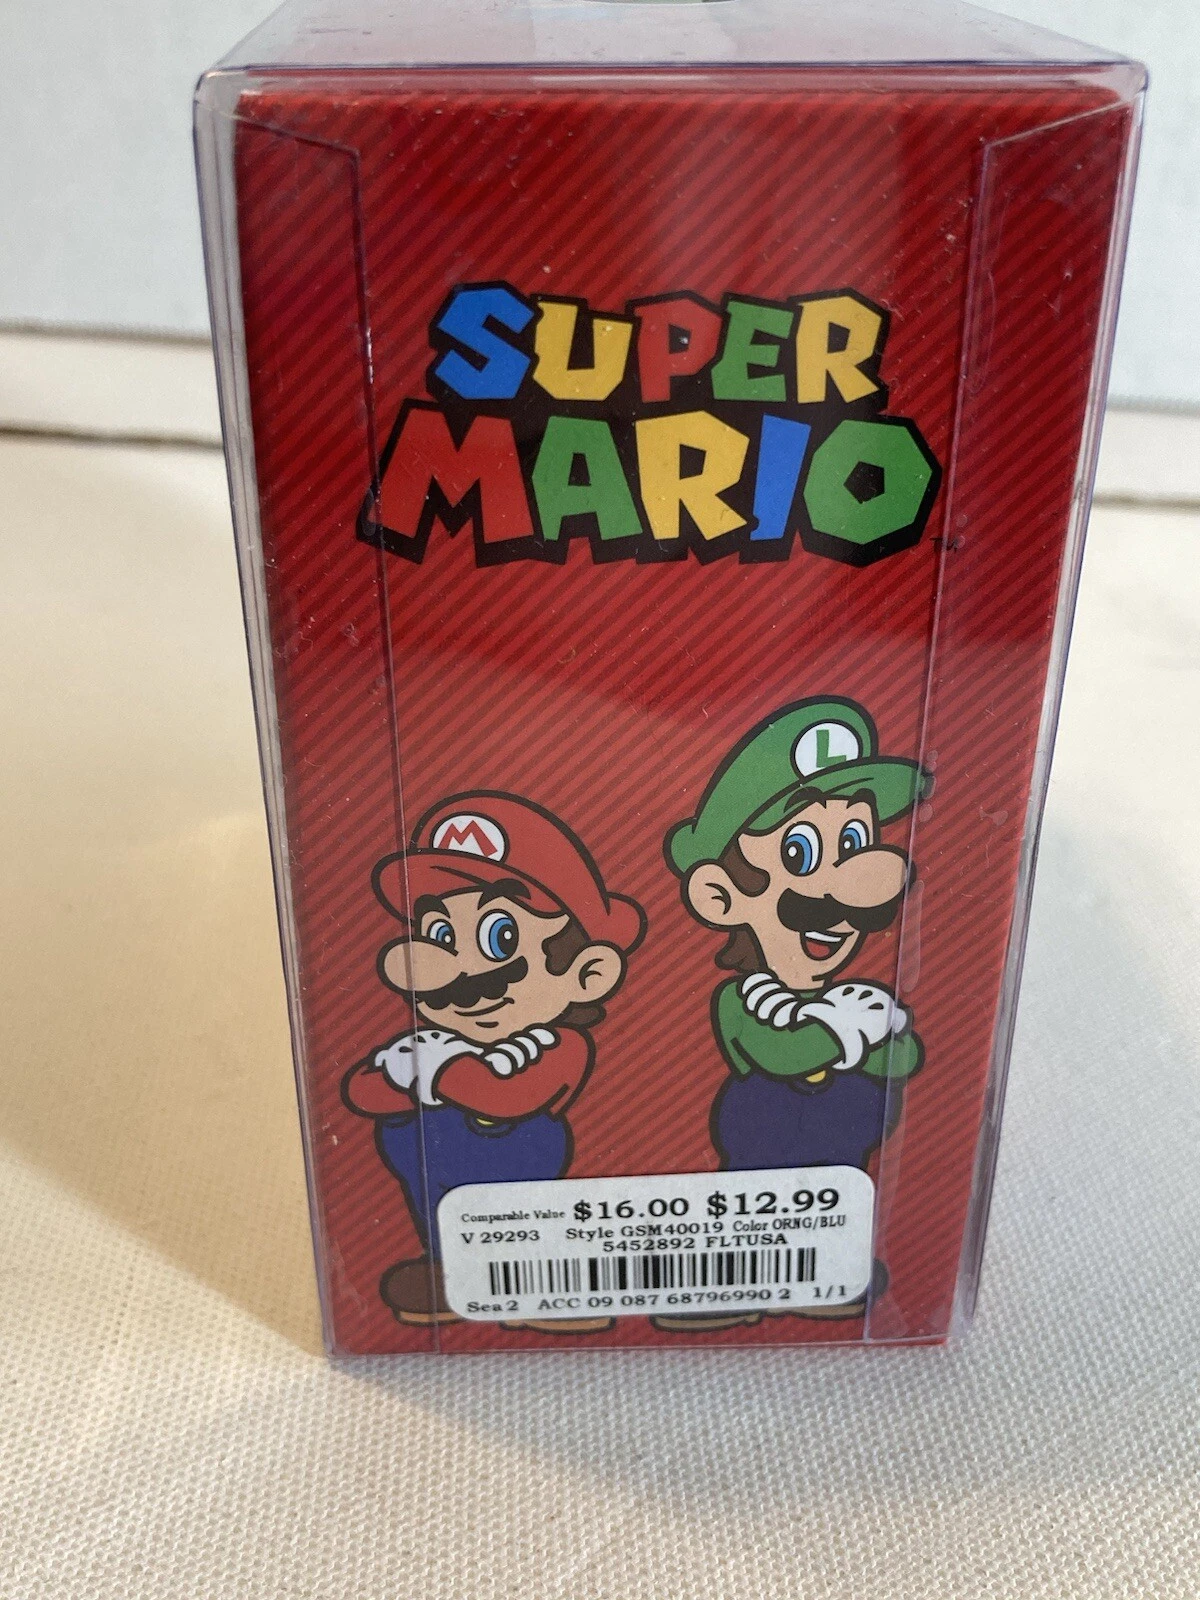 SUPER
MARIO
TM.
L
M
Comparable Value $16.00 $12.99
V 29293 Style GSM40019 Color ORNG/BLU
5452892 FLTUSA
Sea 2 ACC 09 087 68796990 2 1/1